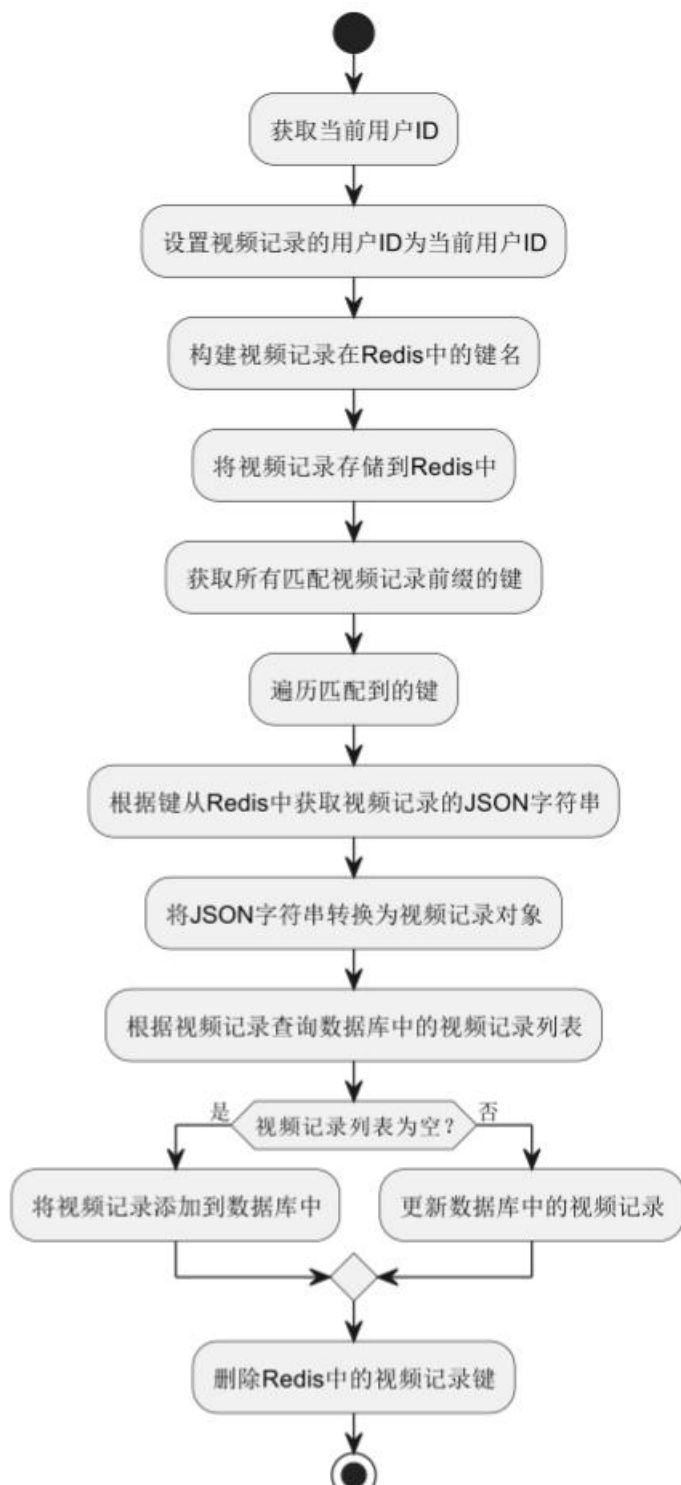 获取当前用户ID
设置视频记录的用户ID为当前用户ID
构建视频记录在Redis中的键名
将视频记录存储到Redis中
获取所有匹配视频记录前缀的键
遍历匹配到的键
根据键从Redis中获取视频记录的JSON字符串
将JSON字符串转换为视频记录对象
根据视频记录查询数据库中的视频记录列表
是
视频记录列表为空？
否
将视频记录添加到数据库中
更新数据库中的视频记录
删除Redis中的视频记录键